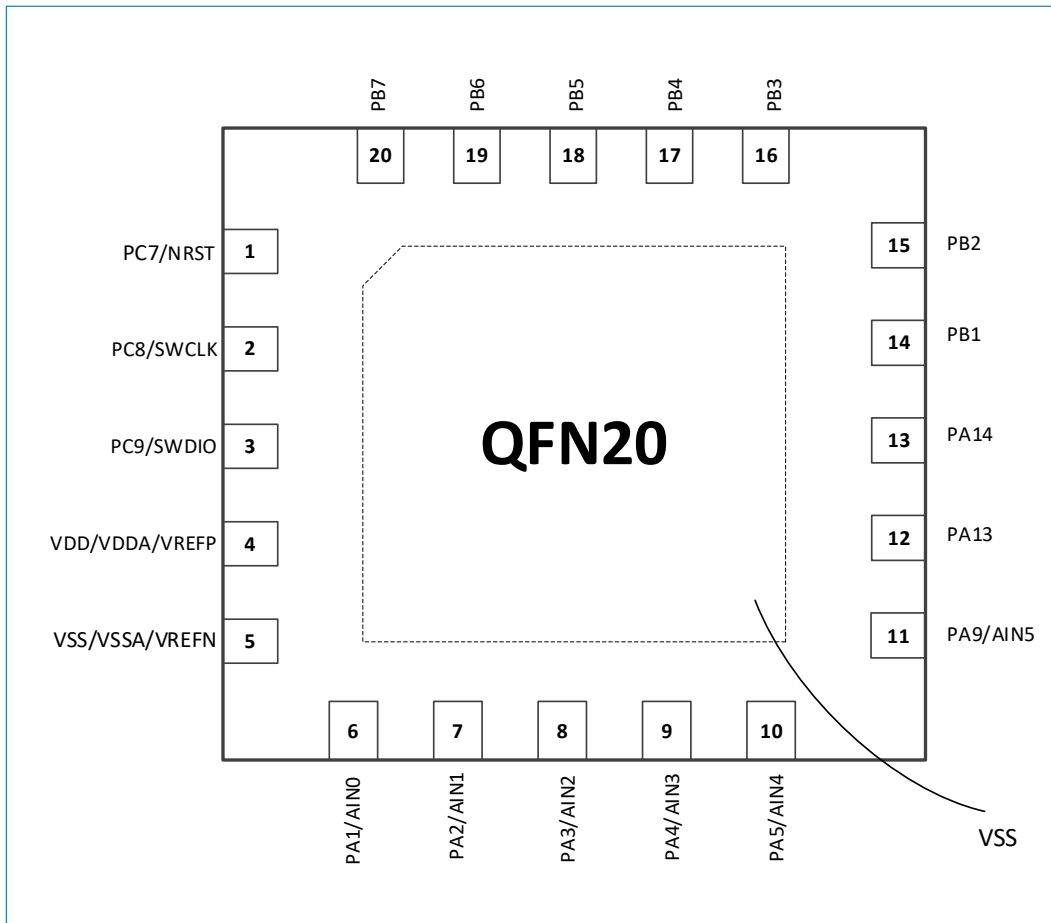 PB7
PB6
PB5
PB4
PB3
20
19
18
17
16
PC7/NRST
1
15
PB2
PC8/SWCLK
2
14
PB1
QFN20
PC9/SWDIO
3
13
PA14
VDD/VDDA/VREFP
4
12
PA13
VSS/VSSA/VREFN
5
11
PA9/AIN5
6
7
8
9
10
PA1/AIN0
PA2/AIN1
PA3/AIN2
PA4/AIN3
PA5/AIN4
VSS